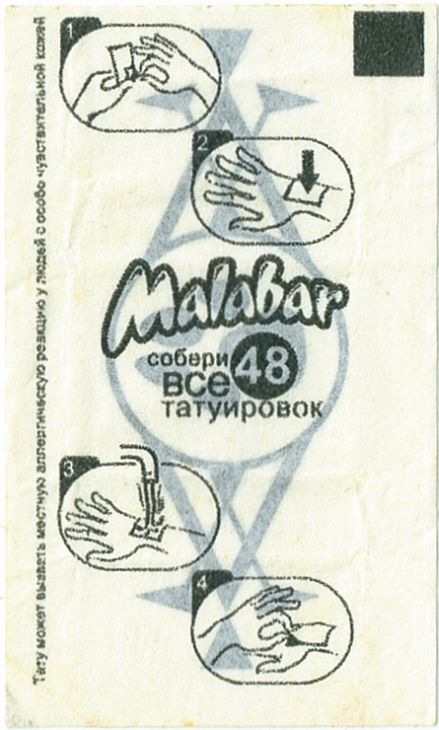 1
2
Malabar
собери
все 48
татуировок
3
4
Тату может вызвать местную аллергическую реакцию у людей с особо чувствительной кожей